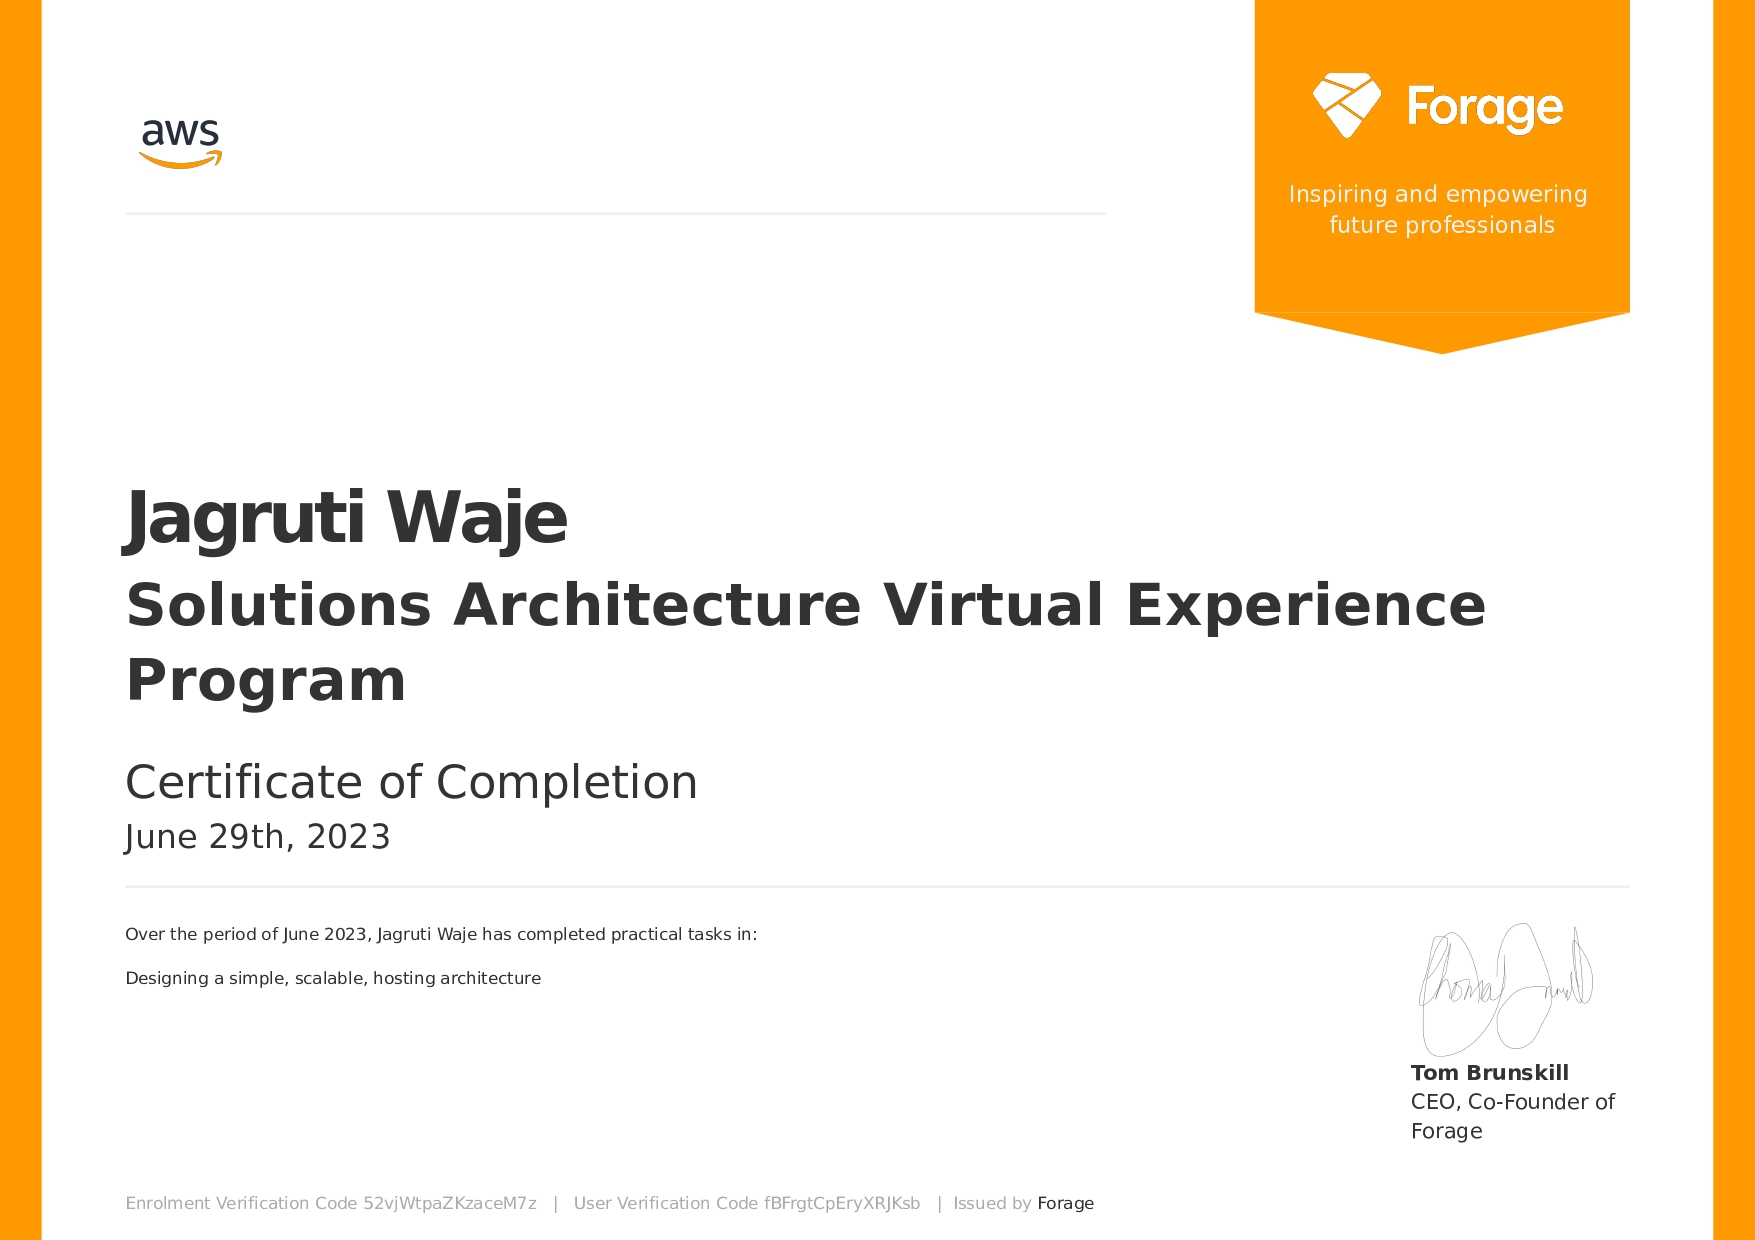 aws
Forage
Inspiring and empowering
future professionals
Jagruti Waje
Solutions Architecture Virtual Experience
Program
Certificate of Completion
June 29th, 2023
Over the period of June 2023, Jagruti Waje has completed practical tasks in:
Designing a simple, scalable, hosting architecture
Tom Brunskill
CEO, Co-Founder of
Forage
Enrolment Verification Code 52vjWtpaZKzaceM7z | User Verification Code fBFrgtCpEryXRJKsb | Issued by Forage